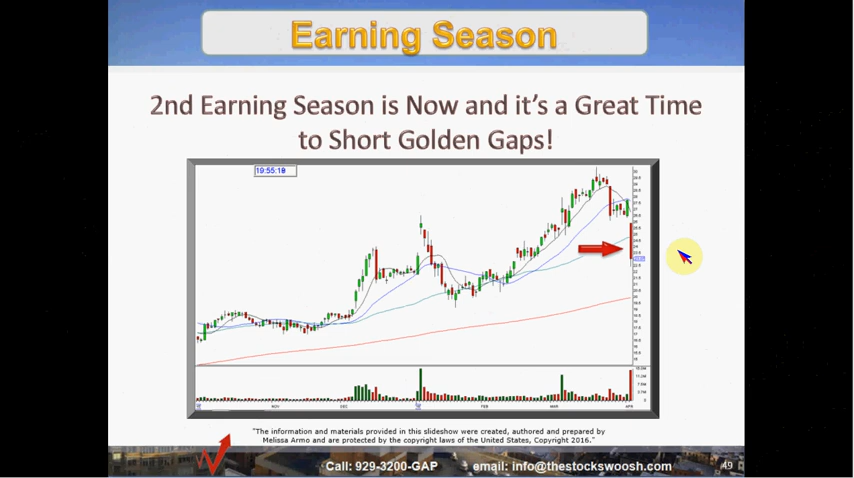 Earning Season
2nd Earning Season is Now and it's a Great Time
to Short Golden Gaps!
19:55:19
NOV
DEC
FEB
MAR
APR
"The information and materials provided in this slideshow were created, authored and prepared by
Melissa Armo and are protected by the copyright laws of the United States, Copyright 2016."
Call: 929-3200-GAP email: info@thestockswoosh.com 49